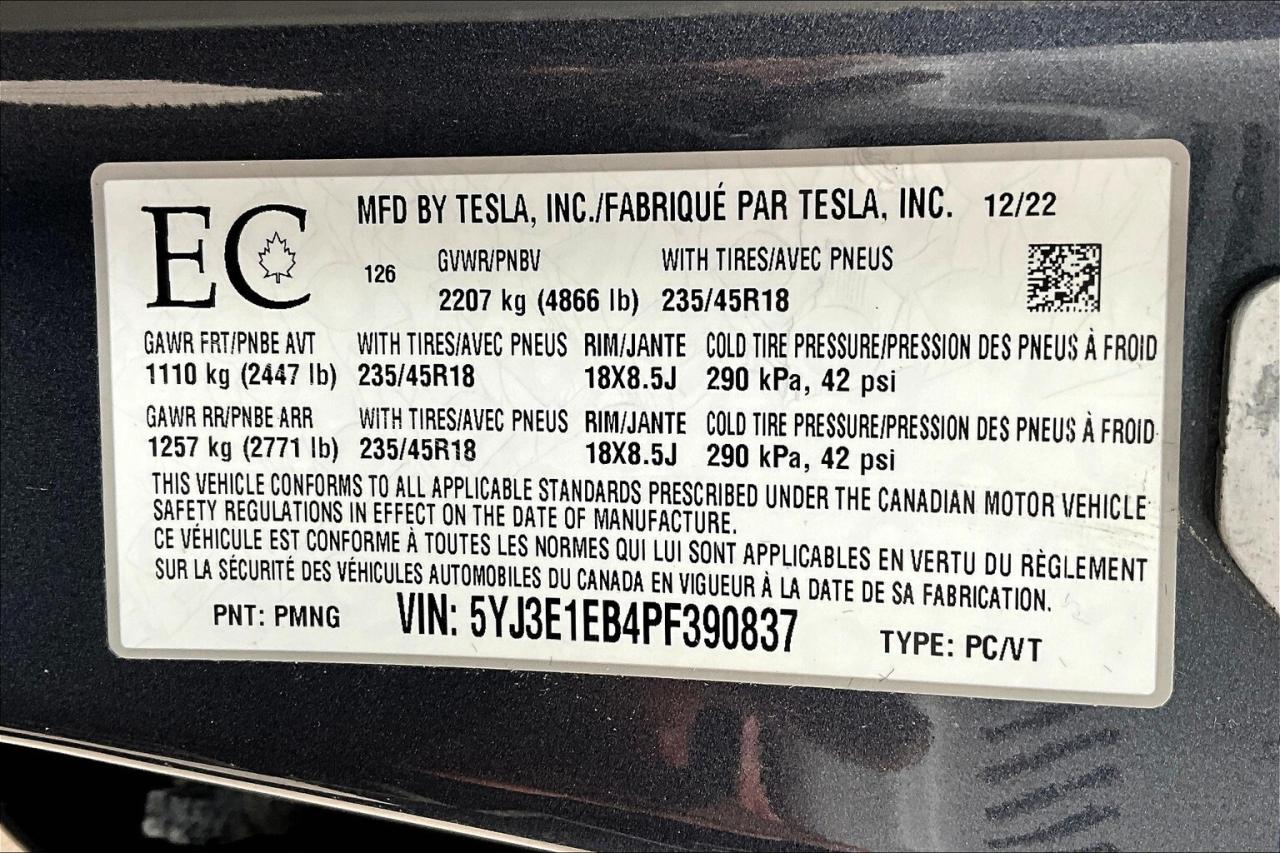 EC MFD BY TESLA, INC./FABRIQUÉ PAR TESLA, INC. 12/22
126 GVWR/PNBV WITH TIRES/AVEC PNEUS
2207 kg (4866 lb) 235/45R18
GAWR FRT/PNBE AVT WITH TIRES/AVEC PNEUS RIM/JANTE COLD TIRE PRESSURE/PRESSION DES PNEUS À FROID
1110 kg (2447 lb) 235/45R18 18X8.5J 290 kPa, 42 psi
GAWR RR/PNBE ARR WITH TIRES/AVEC PNEUS RIM/JANTE COLD TIRE PRESSURE/PRESSION DES PNEUS À FROID
1257 kg (2771 lb) 235/45R18 18X8.5J 290 kPa, 42 psi
THIS VEHICLE CONFORMS TO ALL APPLICABLE STANDARDS PRESCRIBED UNDER THE CANADIAN MOTOR VEHICLE
SAFETY REGULATIONS IN EFFECT ON THE DATE OF MANUFACTURE.
CE VÉHICULE EST CONFORME À TOUTES LES NORMES QUI LUI SONT APPLICABLES EN VERTU DU RÈGLEMENT
SUR LA SÉCURITÉ DES VÉHICULES AUTOMOBILES DU CANADA EN VIGUEUR À LA DATE DE SA FABRICATION.
PNT: PMNG VIN: 5YJ3E1EB4PF390837 TYPE: PC/VT